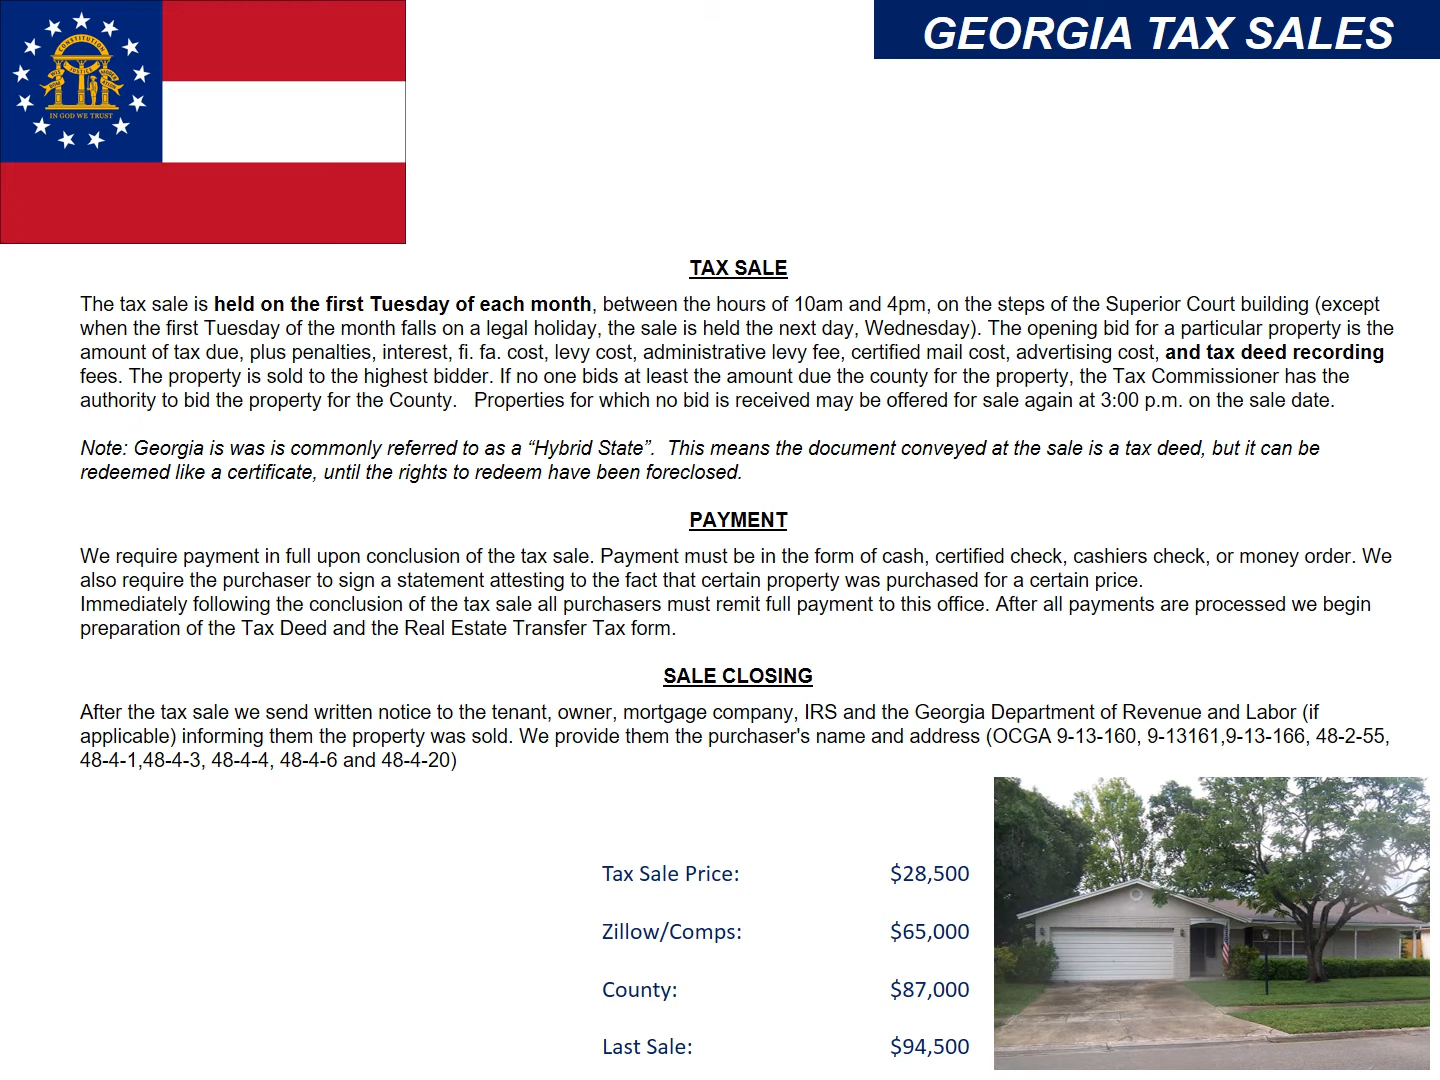 GEORGIA TAX SALES
CONSTITUTION
WISDOM
JUSTICE
MODERATION
IN GOD WE TRUST
TAX SALE
The tax sale is held on the first Tuesday of each month, between the hours of 10am and 4pm, on the steps of the Superior Court building (except
when the first Tuesday of the month falls on a legal holiday, the sale is held the next day, Wednesday). The opening bid for a particular property is the
amount of tax due, plus penalties, interest, fi. fa. cost, levy cost, administrative levy fee, certified mail cost, advertising cost, and tax deed recording
fees. The property is sold to the highest bidder. If no one bids at least the amount due the county for the property, the Tax Commissioner has the
authority to bid the property for the County. Properties for which no bid is received may be offered for sale again at 3:00 p.m. on the sale date.
Note: Georgia is was is commonly referred to as a “Hybrid State”. This means the document conveyed at the sale is a tax deed, but it can be
redeemed like a certificate, until the rights to redeem have been foreclosed.
PAYMENT
We require payment in full upon conclusion of the tax sale. Payment must be in the form of cash, certified check, cashiers check, or money order. We
also require the purchaser to sign a statement attesting to the fact that certain property was purchased for a certain price.
Immediately following the conclusion of the tax sale all purchasers must remit full payment to this office. After all payments are processed we begin
preparation of the Tax Deed and the Real Estate Transfer Tax form.
SALE CLOSING
After the tax sale we send written notice to the tenant, owner, mortgage company, IRS and the Georgia Department of Revenue and Labor (if
applicable) informing them the property was sold. We provide them the purchaser's name and address (OCGA 9-13-160, 9-13161,9-13-166, 48-2-55,
48-4-1,48-4-3, 48-4-4, 48-4-6 and 48-4-20)
Tax Sale Price: $28,500
Zillow/Comps: $65,000
County: $87,000
Last Sale: $94,500